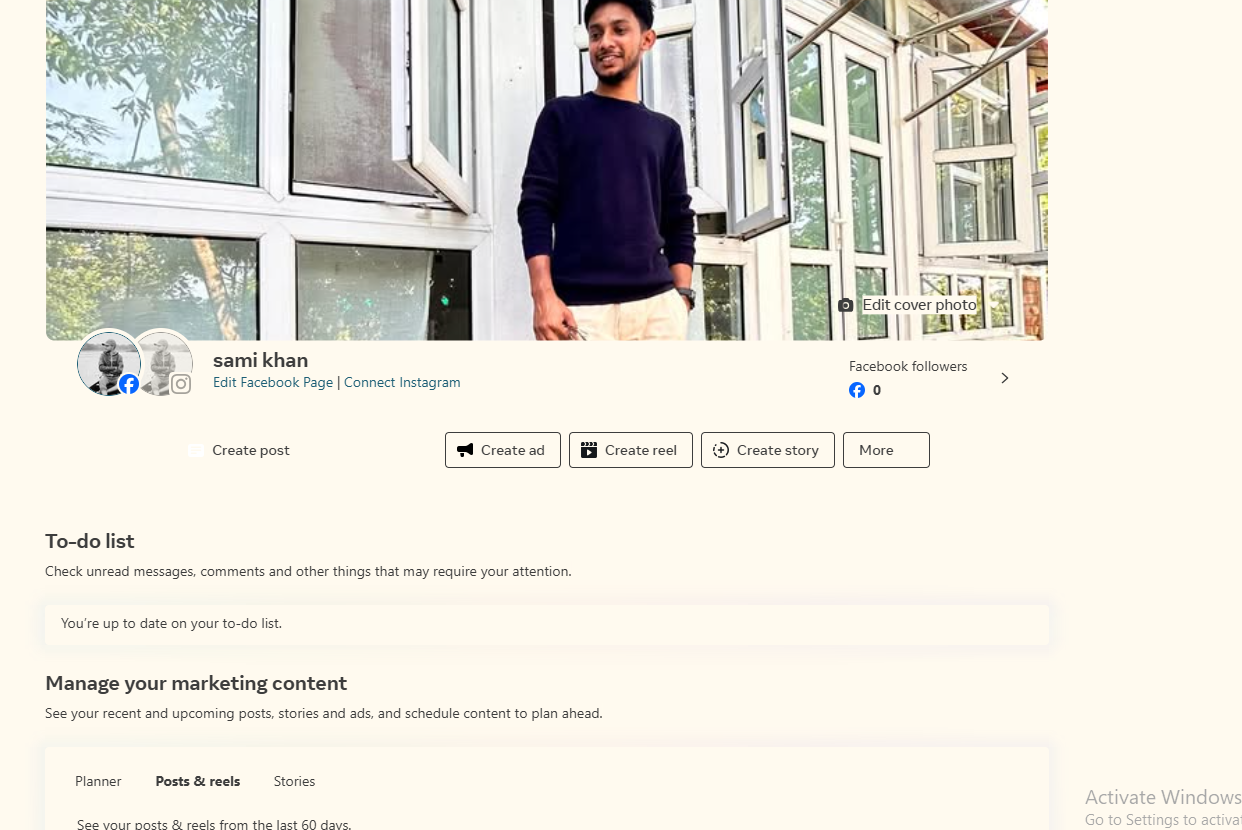 Edit cover photo
sami khan
Edit Facebook Page | Connect Instagram
Facebook followers
0
Create post
Create ad
Create reel
Create story
More
To-do list
Check unread messages, comments and other things that may require your attention.
You're up to date on your to-do list.
Manage your marketing content
See your recent and upcoming posts, stories and ads, and schedule content to plan ahead.
Planner
Posts & reels
Stories
See your posts & reels from the last 60 days.
Activate Windows
Go to Settings to activat